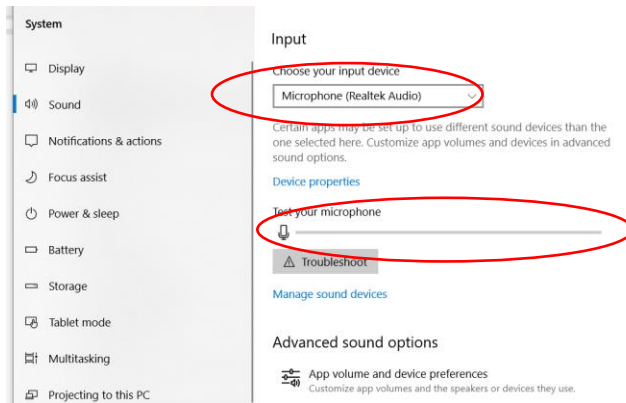 System
Display
Sound
Notifications & actions
Focus assist
Power & sleep
Battery
Storage
Tablet mode
Multitasking
Projecting to this PC
Input
Choose your input device
Microphone (Realtek Audio)
Certain apps may be set up to use different sound devices than the
one selected here. Customize app volumes and devices in advanced
sound options.
Device properties
Test your microphone
Troubleshoot
Manage sound devices
Advanced sound options
App volume and device preferences
Customize app volumes and the speakers or devices they use.